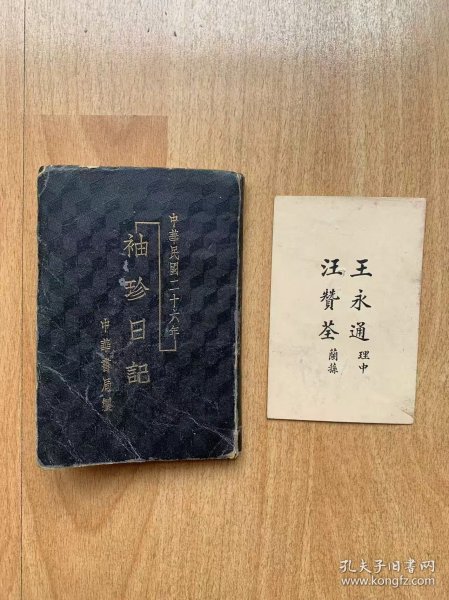 中華民國二十六年
袖珍日記
中華書局製
王永通 理中
汪贊荃 蘭蓀
孔夫子旧书网
www.kongfz.com